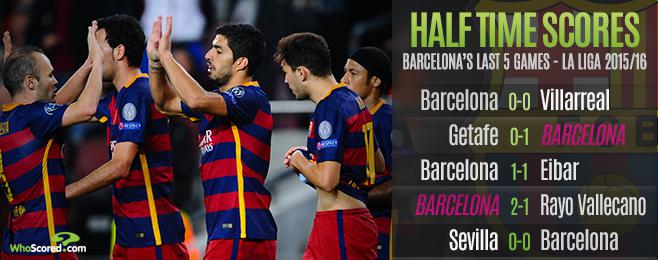 HALF TIME SCORES
BARCELONA'S LAST 5 GAMES - LA LIGA 2015/16
Barcelona 0-0 Villarreal
Getafe 0-1 BARCELONA
Barcelona 1-1 Eibar
BARCELONA 2-1 Rayo Vallecano
Sevilla 0-0 Barcelona
WhoScored.com